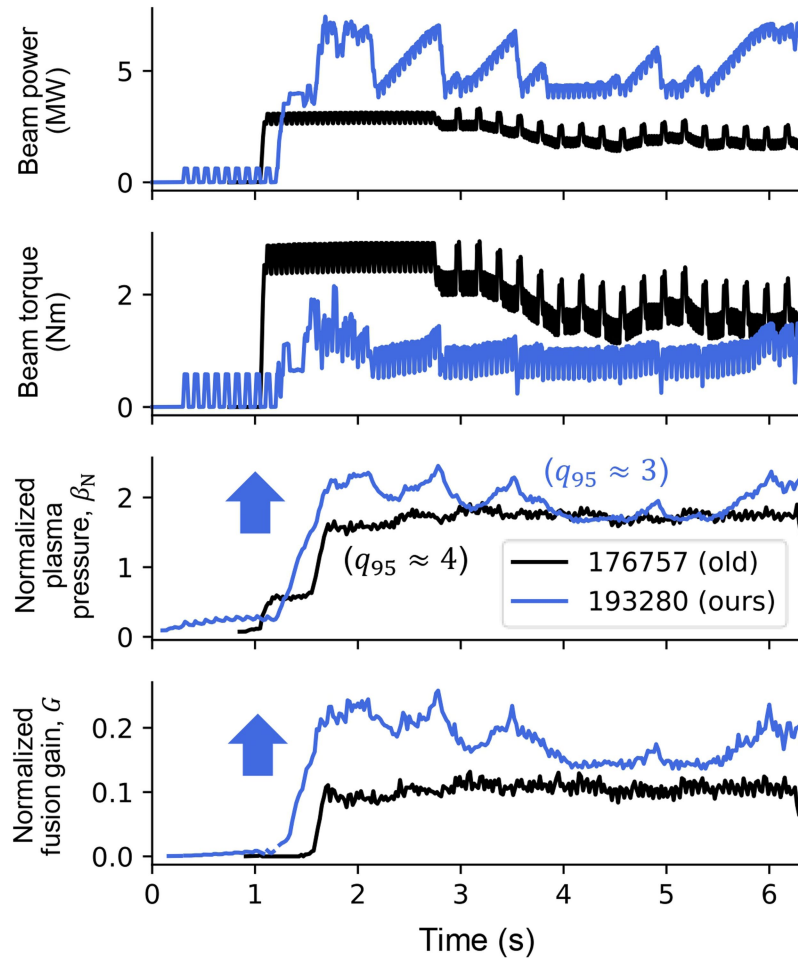 Beam power
(MW)
5
0
Beam torque
(Nm)
2
0
Normalized
plasma
pressure, βN
2
1
0
(q95 ≈ 3)
(q95 ≈ 4)
176757 (old)
193280 (ours)
Normalized
fusion gain, G
0.2
0.1
0.0
0 1 2 3 4 5 6
Time (s)